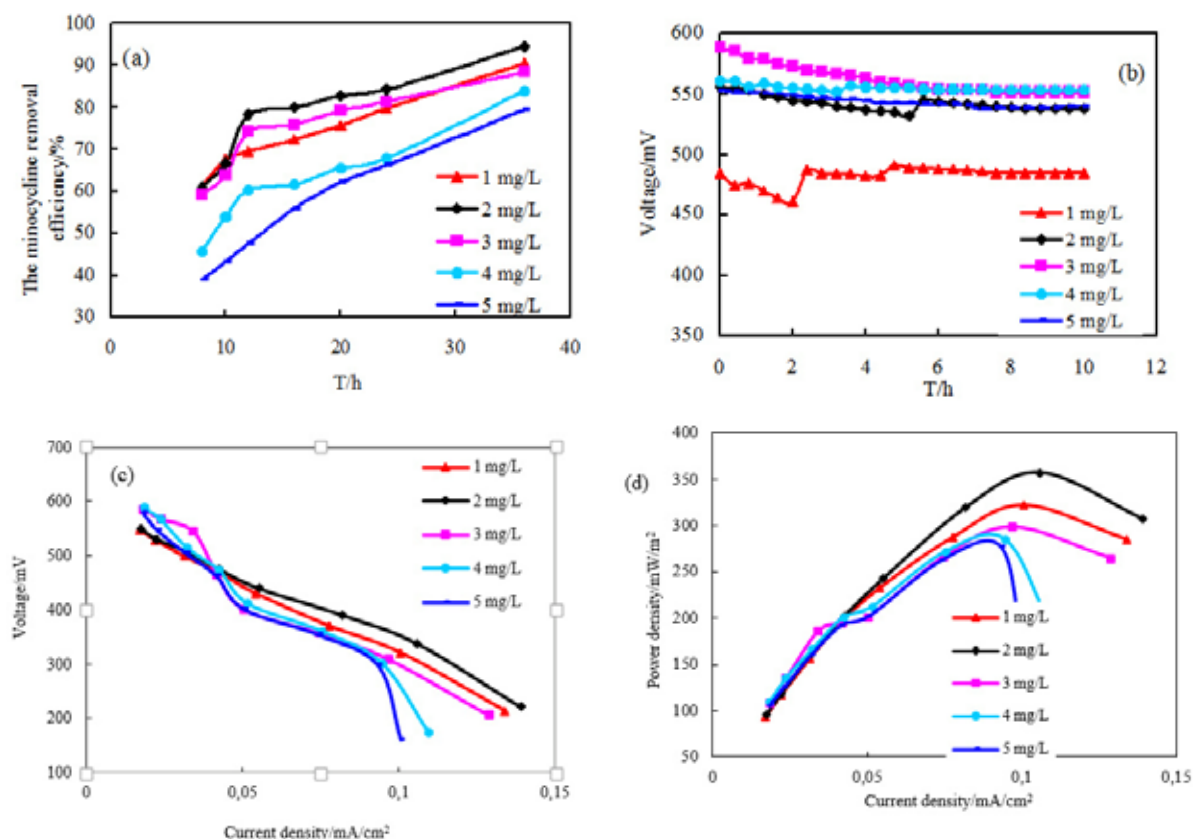 (a)
The minocycline removal
efficiency/%
100
90
80
70
60
50
40
30
0
10
20
30
40
T/h
1 mg/L
2 mg/L
3 mg/L
4 mg/L
5 mg/L
(b)
Voltage/mV
600
550
500
450
400
350
0
2
4
6
8
10
12
T/h
1 mg/L
2 mg/L
3 mg/L
4 mg/L
5 mg/L
(c)
Voltage/mV
700
600
500
400
300
200
100
0
0,05
0,1
0,15
Current density/mA/cm²
1 mg/L
2 mg/L
3 mg/L
4 mg/L
5 mg/L
(d)
Power density/mW/m²
400
350
300
250
200
150
100
50
0
0,05
0,1
0,15
Current density/mA/cm²
1 mg/L
2 mg/L
3 mg/L
4 mg/L
5 mg/L